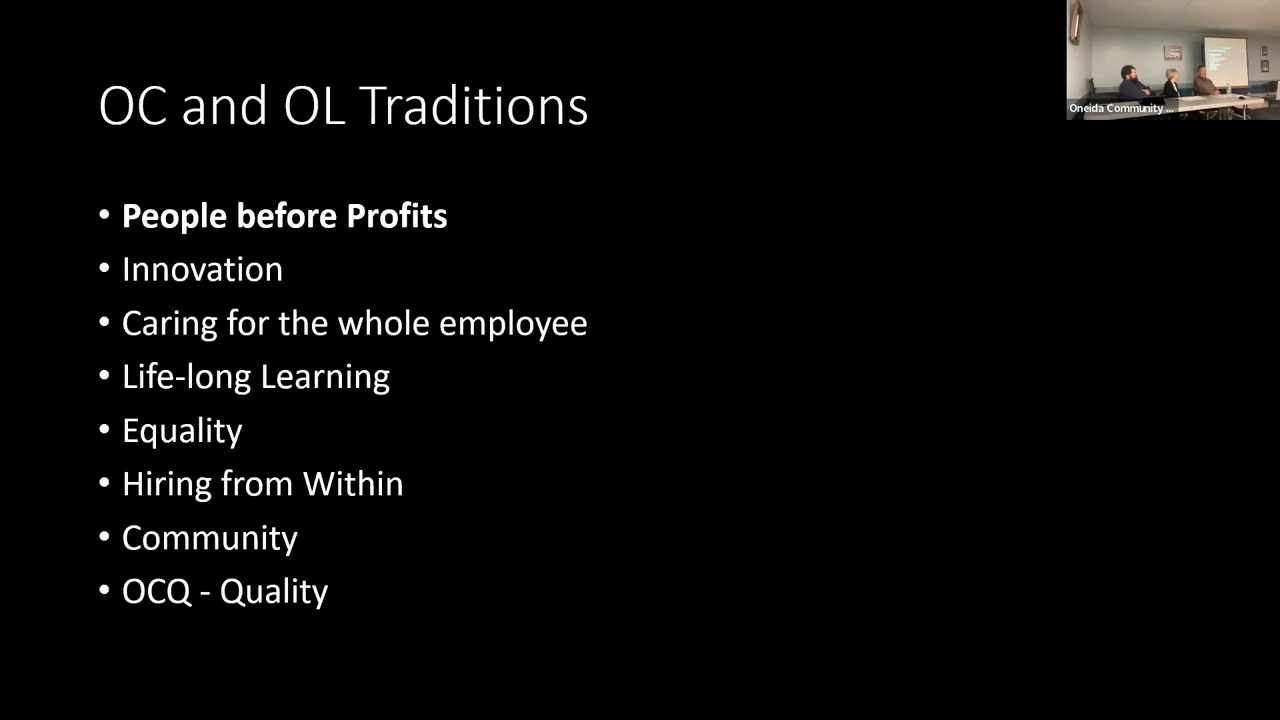 OC and OL Traditions
• People before Profits
• Innovation
• Caring for the whole employee
• Life-long Learning
• Equality
• Hiring from Within
• Community
• OCQ - Quality
Oneida Community ...